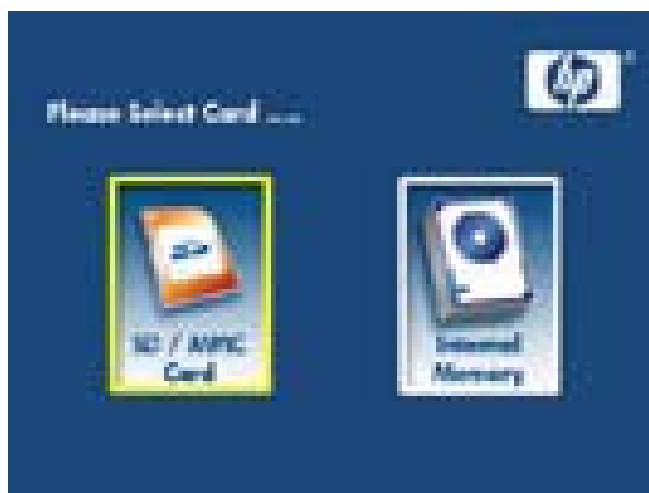 hp
Please Select Card ......
SD / MMC
Card
Internal
Memory